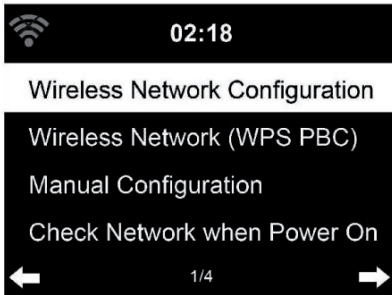 02:18
Wireless Network Configuration
Wireless Network (WPS PBC)
Manual Configuration
Check Network when Power On
1/4